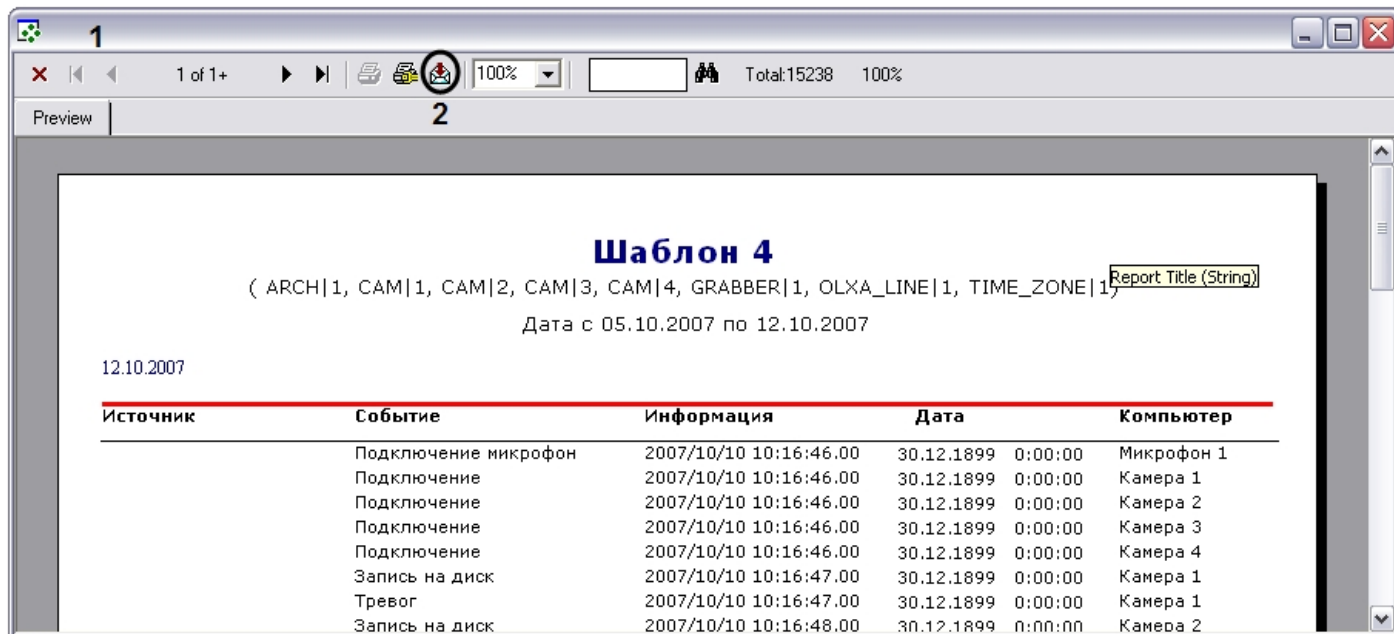 1
1 of 1+ 100% Total:15238 100%
2
Preview
Шаблон 4
( ARCH|1, CAM|1, CAM|2, CAM|3, CAM|4, GRABBER|1, OLXA_LINE|1, TIME_ZONE|1)
Report Title (String)
Дата с 05.10.2007 по 12.10.2007
12.10.2007
Источник Событие Информация Дата Компьютер
Подключение микрофон 2007/10/10 10:16:46.00 30.12.1899 0:00:00 Микрофон 1
Подключение 2007/10/10 10:16:46.00 30.12.1899 0:00:00 Камера 1
Подключение 2007/10/10 10:16:46.00 30.12.1899 0:00:00 Камера 2
Подключение 2007/10/10 10:16:46.00 30.12.1899 0:00:00 Камера 3
Подключение 2007/10/10 10:16:46.00 30.12.1899 0:00:00 Камера 4
Запись на диск 2007/10/10 10:16:47.00 30.12.1899 0:00:00 Камера 1
Тревог 2007/10/10 10:16:47.00 30.12.1899 0:00:00 Камера 1
Запись на диск 2007/10/10 10:16:48.00 30.12.1899 0:00:00 Камера 2